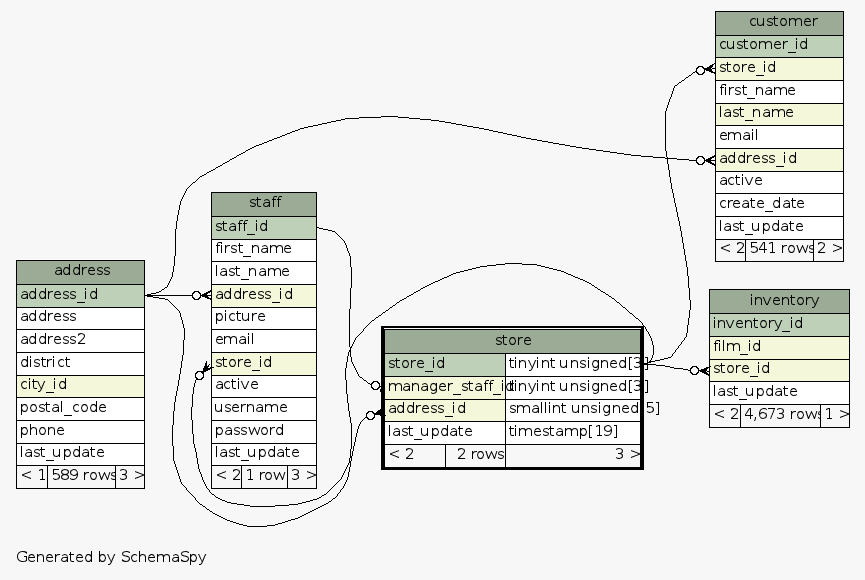 customer
customer_id
store_id
first_name
last_name
email
address_id
active
create_date
last_update
< 2 541 rows 2 >
staff
staff_id
first_name
last_name
address_id
picture
email
store_id
active
username
password
last_update
< 2 1 row 3 >
address
address_id
address
address2
district
city_id
postal_code
phone
last_update
< 1 589 rows 3 >
store
store_id tinyint unsigned[3]
manager_staff_id tinyint unsigned[3]
address_id smallint unsigned[5]
last_update timestamp[19]
< 2 2 rows 3 >
inventory
inventory_id
film_id
store_id
last_update
< 2 4,673 rows 1 >
Generated by SchemaSpy